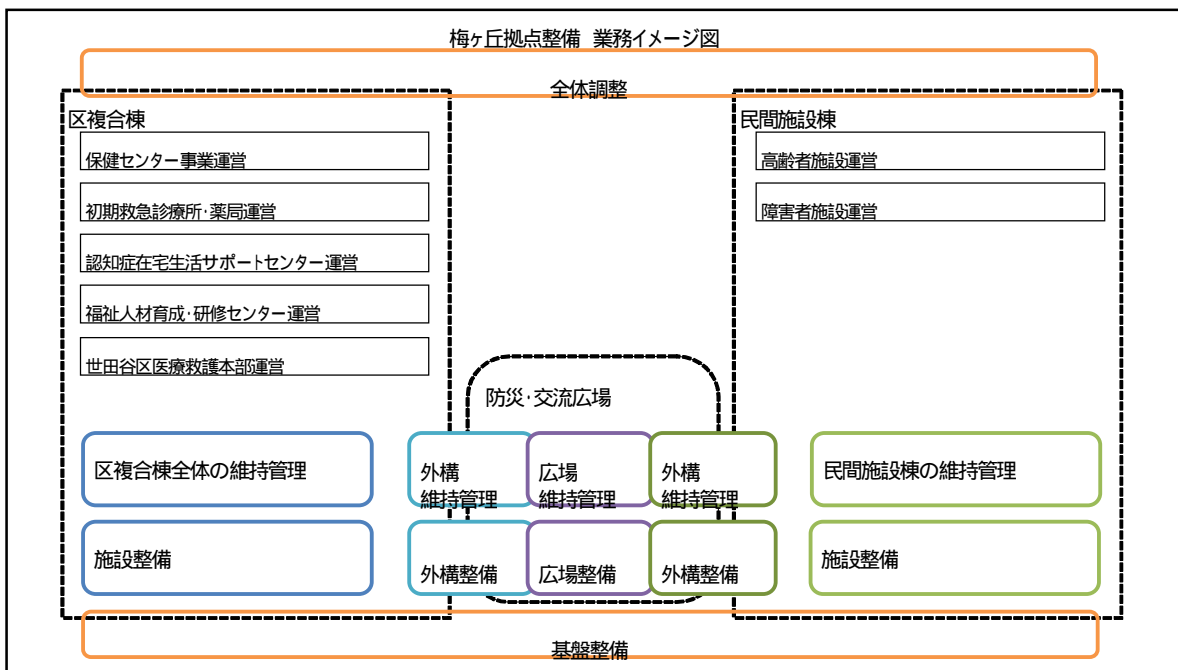 梅ヶ丘拠点整備 業務イメージ図
全体調整
区複合棟
保健センター事業運営
初期救急診療所･薬局運営
認知症在宅生活サポートセンター運営
福祉人材育成･研修センター運営
世田谷区医療救護本部運営
民間施設棟
高齢者施設運営
障害者施設運営
防災･交流広場
区複合棟全体の維持管理
外構
維持管理
広場
維持管理
外構
維持管理
民間施設棟の維持管理
施設整備
外構整備
広場整備
外構整備
施設整備
基盤整備